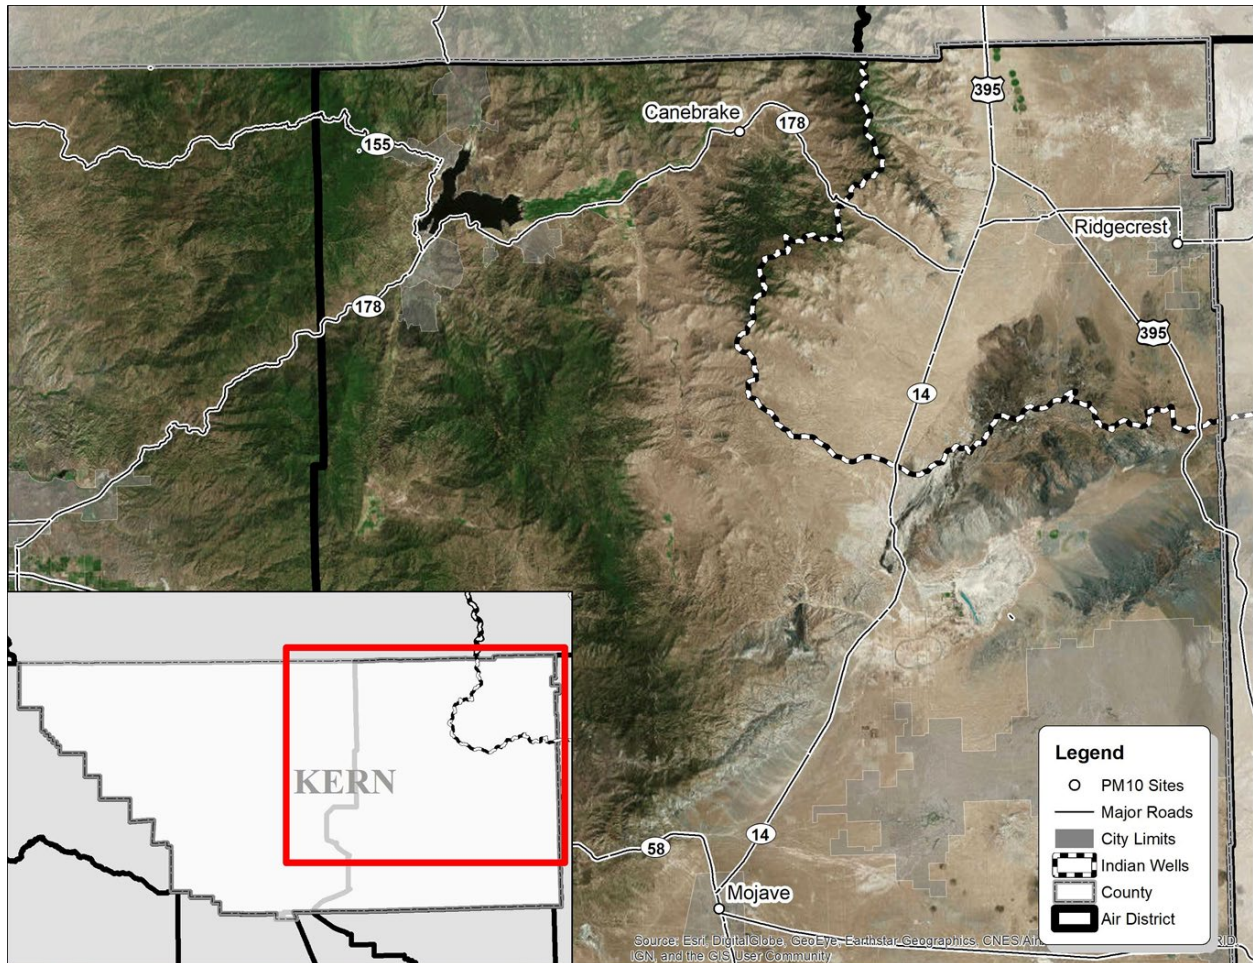 395
Canebrake
178
155
Ridgecrest
178
395
14
KERN
Legend
PM10 Sites
Major Roads
City Limits
Indian Wells
County
Air District
14
58
Mojave
Source: Esri, DigitalGlobe, GeoEye, Earthstar Geographics, CNES/
IGN, and the GIS User Community